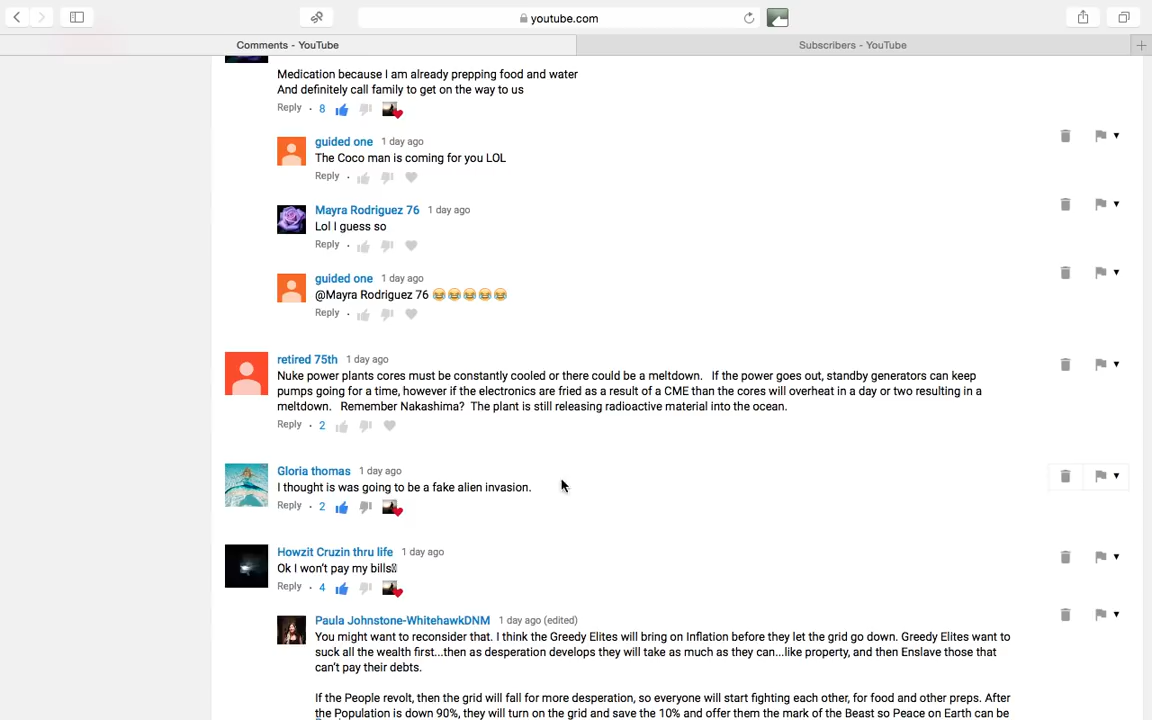 youtube.com
Comments - YouTube
Subscribers - YouTube
Medication because I am already prepping food and water
And definitely call family to get on the way to us
Reply · 8
guided one 1 day ago
The Coco man is coming for you LOL
Reply ·
Mayra Rodriguez 76 1 day ago
Lol I guess so
Reply ·
guided one 1 day ago
@Mayra Rodriguez 76 😂😂😂😂😂
Reply ·
retired 75th 1 day ago
Nuke power plants cores must be constantly cooled or there could be a meltdown. If the power goes out, standby generators can keep
pumps going for a time, however if the electronics are fried as a result of a CME than the cores will overheat in a day or two resulting in a
meltdown. Remember Nakashima? The plant is still releasing radioactive material into the ocean.
Reply · 2
Gloria thomas 1 day ago
I thought is was going to be a fake alien invasion.
Reply · 2
Howzit Cruzin thru life 1 day ago
Ok I won't pay my bills
Reply · 4
Paula Johnstone-WhitehawkDNM 1 day ago (edited)
You might want to reconsider that. I think the Greedy Elites will bring on Inflation before they let the grid go down. Greedy Elites want to
suck all the wealth first...then as desperation develops they will take as much as they can...like property, and then Enslave those that
can't pay their debts.
If the People revolt, then the grid will fall for more desperation, so everyone will start fighting each other, for food and other preps. After
the Population is down 90%, they will turn on the grid and save the 10% and offer them the mark of the Beast so Peace on Earth can be